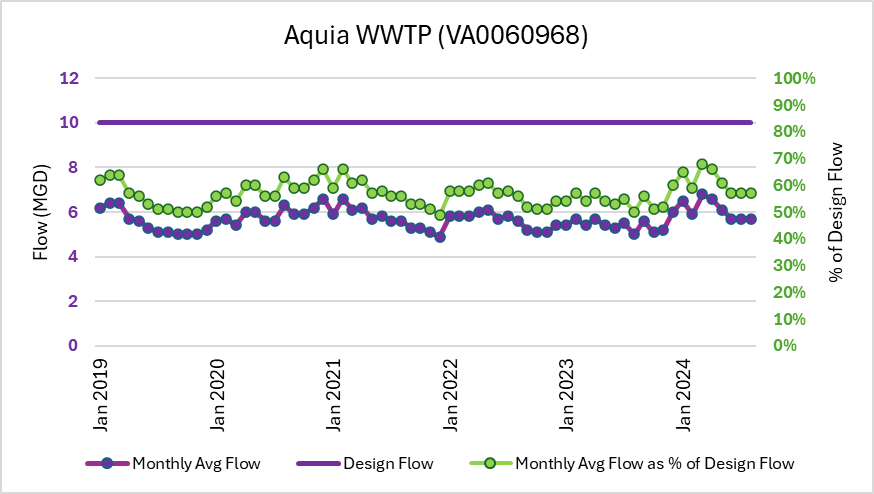 Aquia WWTP (VA0060968)
12
10
8
6
4
2
0
Flow (MGD)
100%
90%
80%
70%
60%
50%
40%
30%
20%
10%
0%
% of Design Flow
Jan 2019
Jan 2020
Jan 2021
Jan 2022
Jan 2023
Jan 2024
Monthly Avg Flow
Design Flow
Monthly Avg Flow as % of Design Flow